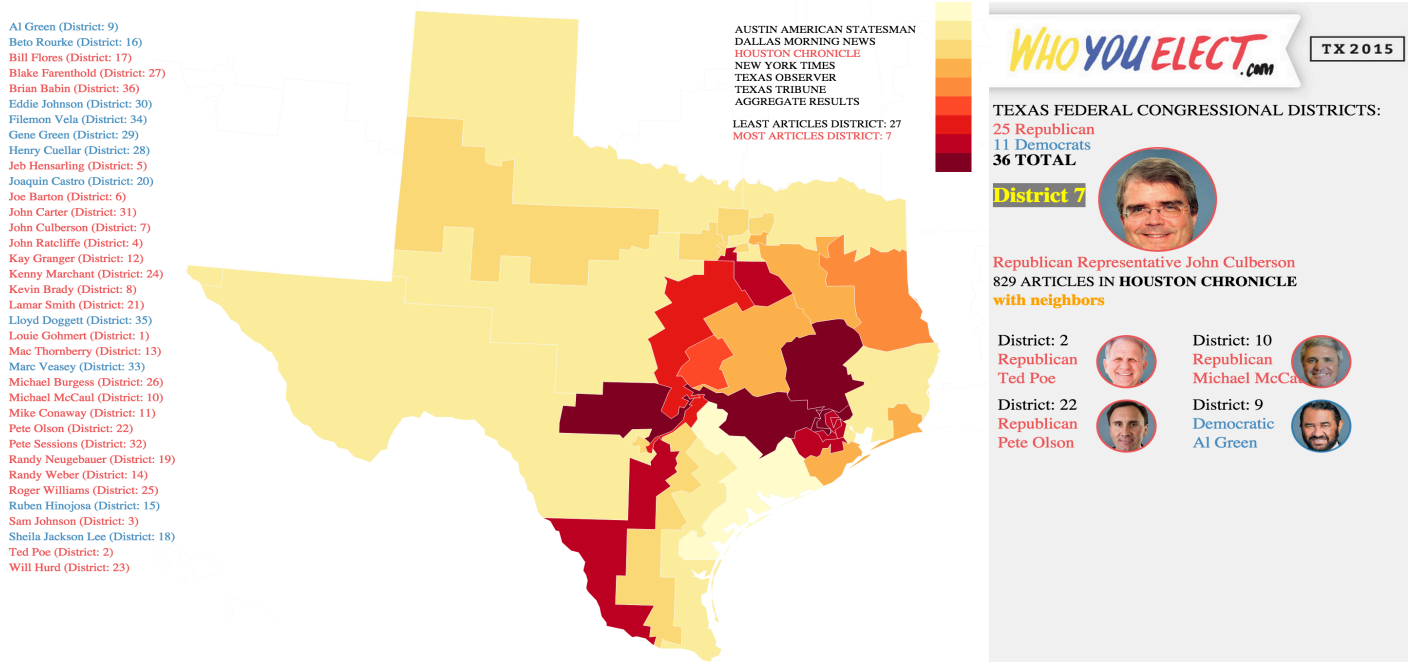 Al Green (District: 9)
Beto Rourke (District: 16)
Bill Flores (District: 17)
Blake Farenthold (District: 27)
Brian Babin (District: 36)
Eddie Johnson (District: 30)
Filemon Vela (District: 34)
Gene Green (District: 29)
Henry Cuellar (District: 28)
Jeb Hensarling (District: 5)
Joaquin Castro (District: 20)
Joe Barton (District: 6)
John Carter (District: 31)
John Culberson (District: 7)
John Ratcliffe (District: 4)
Kay Granger (District: 12)
Kenny Marchant (District: 24)
Kevin Brady (District: 8)
Lamar Smith (District: 21)
Lloyd Doggett (District: 35)
Louie Gohmert (District: 1)
Mac Thornberry (District: 13)
Marc Veasey (District: 33)
Michael Burgess (District: 26)
Michael McCaul (District: 10)
Mike Conaway (District: 11)
Pete Olson (District: 22)
Pete Sessions (District: 32)
Randy Neugebauer (District: 19)
Randy Weber (District: 14)
Roger Williams (District: 25)
Ruben Hinojosa (District: 15)
Sam Johnson (District: 3)
Sheila Jackson Lee (District: 18)
Ted Poe (District: 2)
Will Hurd (District: 23)
AUSTIN AMERICAN STATESMAN
DALLAS MORNING NEWS
HOUSTON CHRONICLE
NEW YORK TIMES
TEXAS OBSERVER
TEXAS TRIBUNE
AGGREGATE RESULTS
LEAST ARTICLES DISTRICT: 27
MOST ARTICLES DISTRICT: 7
WHO YOU ELECT.com
TX 2015
TEXAS FEDERAL CONGRESSIONAL DISTRICTS:
25 Republican
11 Democrats
36 TOTAL
District 7
Republican Representative John Culberson
829 ARTICLES IN HOUSTON CHRONICLE
with neighbors
District: 2
Republican
Ted Poe
District: 10
Republican
Michael McCa
District: 22
Republican
Pete Olson
District: 9
Democratic
Al Green